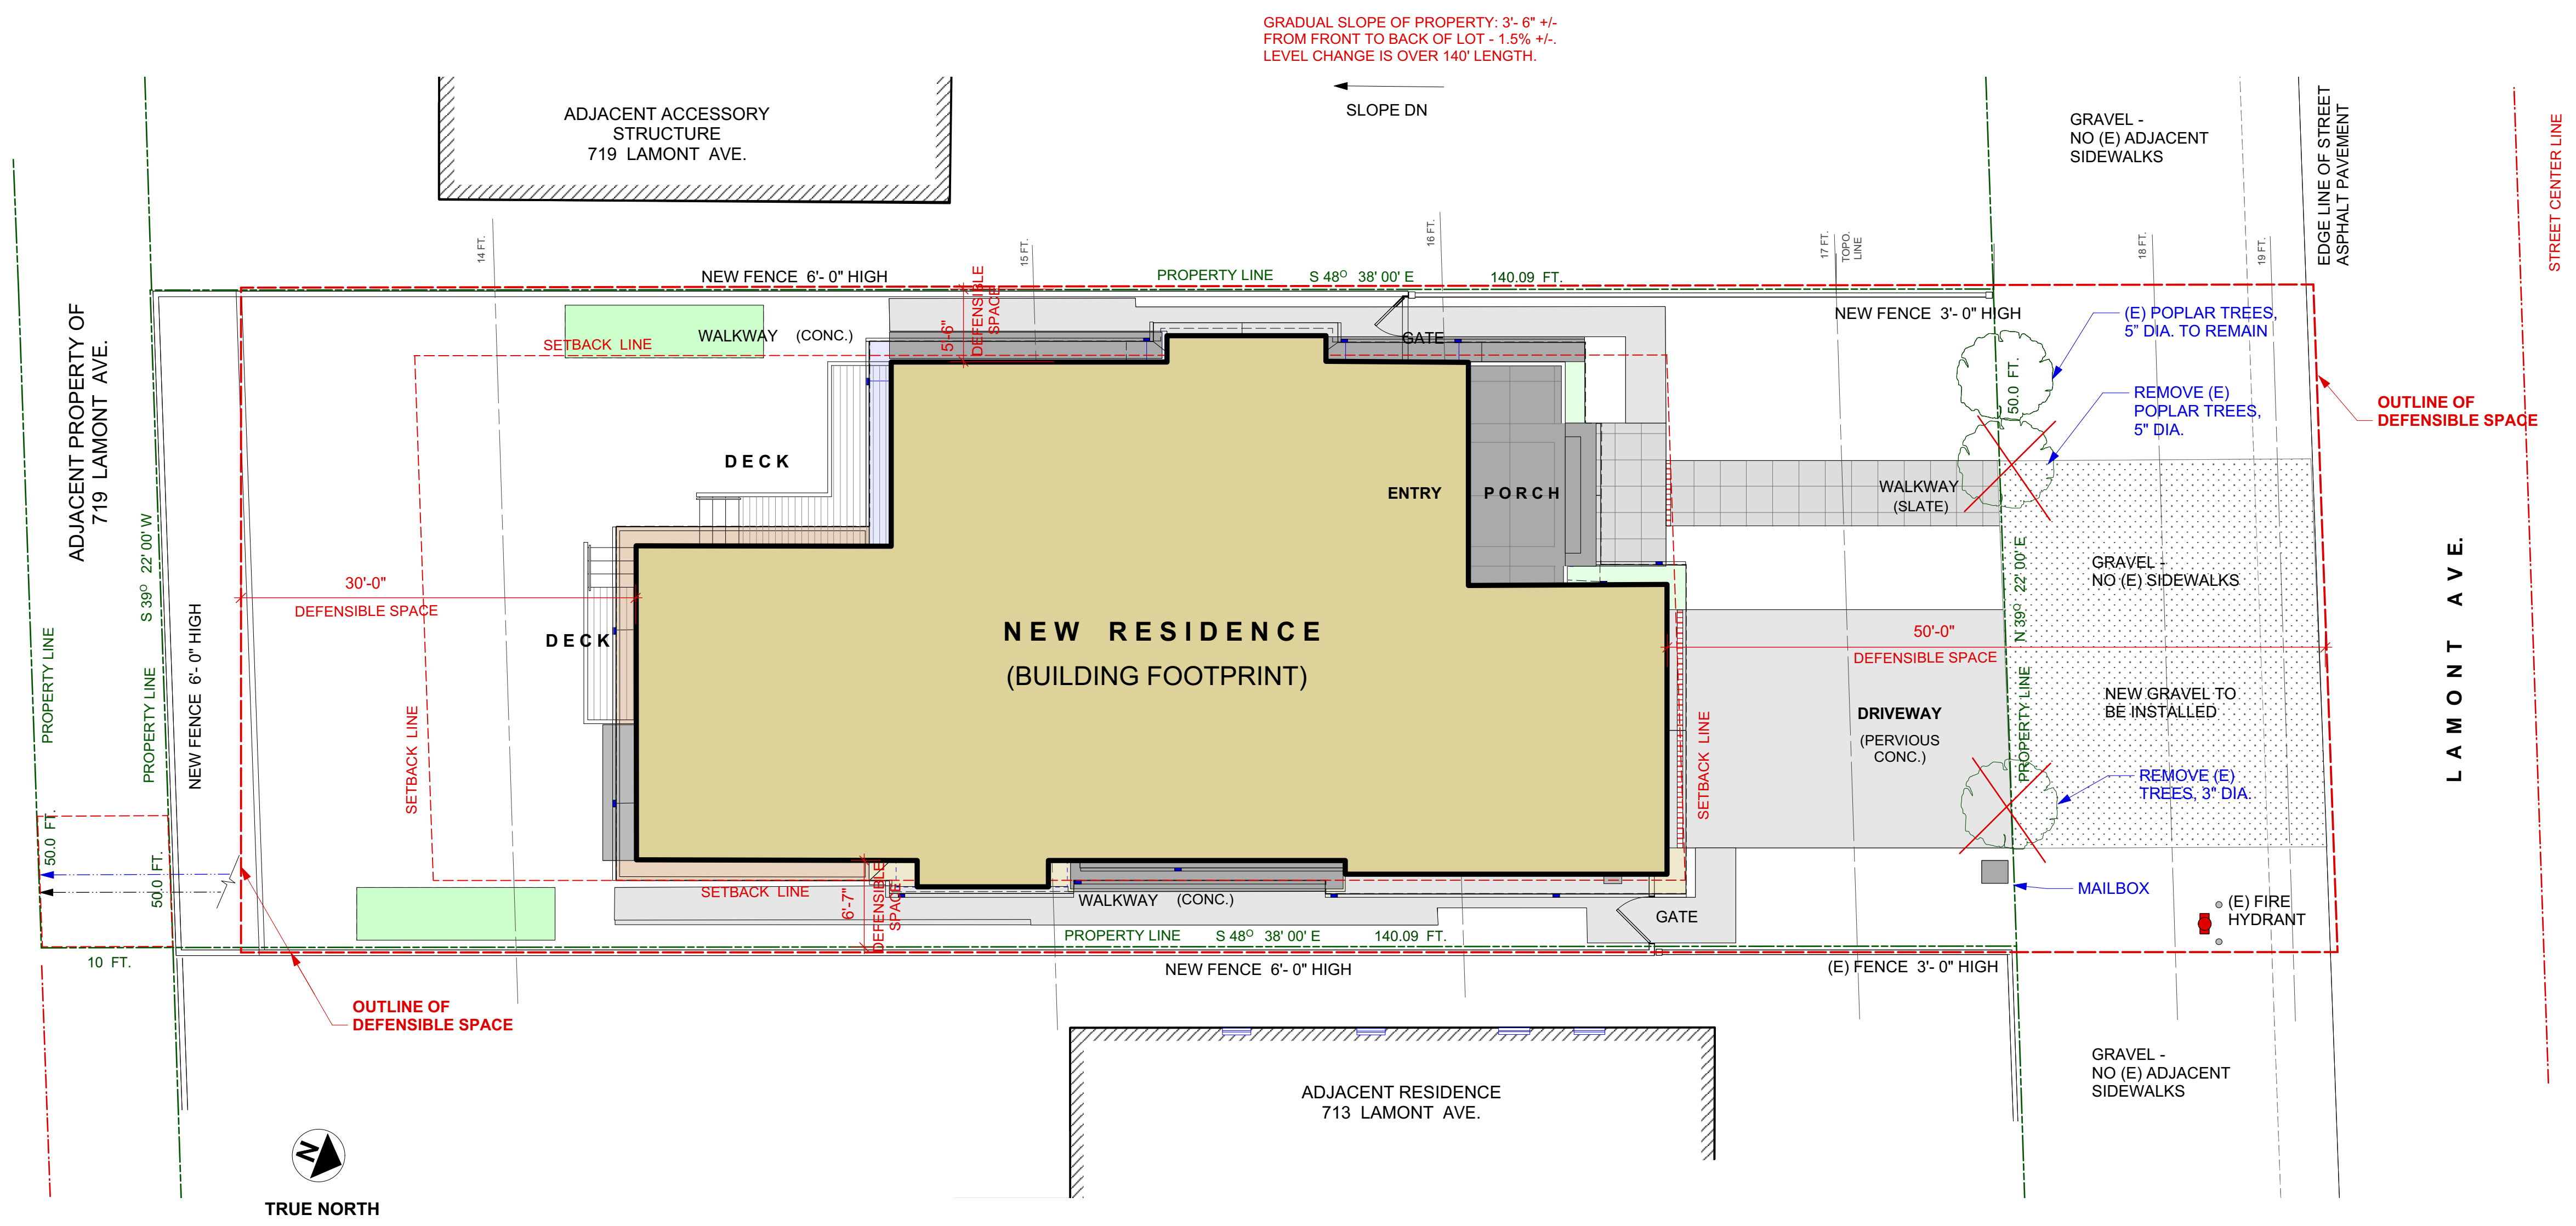 GRADUAL SLOPE OF PROPERTY: 3'- 6" +/-
FROM FRONT TO BACK OF LOT - 1.5% +/-.
LEVEL CHANGE IS OVER 140' LENGTH.
SLOPE DN
ADJACENT ACCESSORY
STRUCTURE
719 LAMONT AVE.
GRAVEL -
NO (E) ADJACENT
SIDEWALKS
EDGE LINE OF STREET
ASPHALT PAVEMENT
STREET CENTER LINE
14 FT.
15 FT.
16 FT.
17 FT.
TOPO.
LINE
18 FT.
19 FT.
NEW FENCE 6'- 0" HIGH
PROPERTY LINE S 48O 38' 00' E 140.09 FT.
NEW FENCE 3'- 0" HIGH
(E) POPLAR TREES,
5" DIA. TO REMAIN
REMOVE (E)
POPLAR TREES,
5" DIA.
OUTLINE OF
DEFENSIBLE SPACE
50.0 FT.
SETBACK LINE
WALKWAY (CONC.)
5'-6"
DEFENSIBLE
SPACE
GATE
ADJACENT PROPERTY OF
719 LAMONT AVE.
DECK
ENTRY
PORCH
WALKWAY
(SLATE)
S 39O 22' 00' W
PROPERTY LINE
PROPERTY LINE
NEW FENCE 6'- 0" HIGH
30'-0"
DEFENSIBLE SPACE
DECK
NEW RESIDENCE
(BUILDING FOOTPRINT)
GRAVEL -
NO (E) SIDEWALKS
N 39O 22' 00' E
PROPERTY LINE
50'-0"
DEFENSIBLE SPACE
NEW GRAVEL TO
BE INSTALLED
DRIVEWAY
(PERVIOUS
CONC.)
SETBACK LINE
SETBACK LINE
LAMONT AVE.
REMOVE (E)
TREES, 3" DIA.
50.0 FT.
50.0 FT.
10 FT.
SETBACK LINE
6'-7"
DEFENSIBLE
SPACE
WALKWAY (CONC.)
GATE
MAILBOX
(E) FIRE
HYDRANT
PROPERTY LINE S 48O 38' 00' E 140.09 FT.
NEW FENCE 6'- 0" HIGH
(E) FENCE 3'- 0" HIGH
OUTLINE OF
DEFENSIBLE SPACE
ADJACENT RESIDENCE
713 LAMONT AVE.
GRAVEL -
NO (E) ADJACENT
SIDEWALKS
N
TRUE NORTH